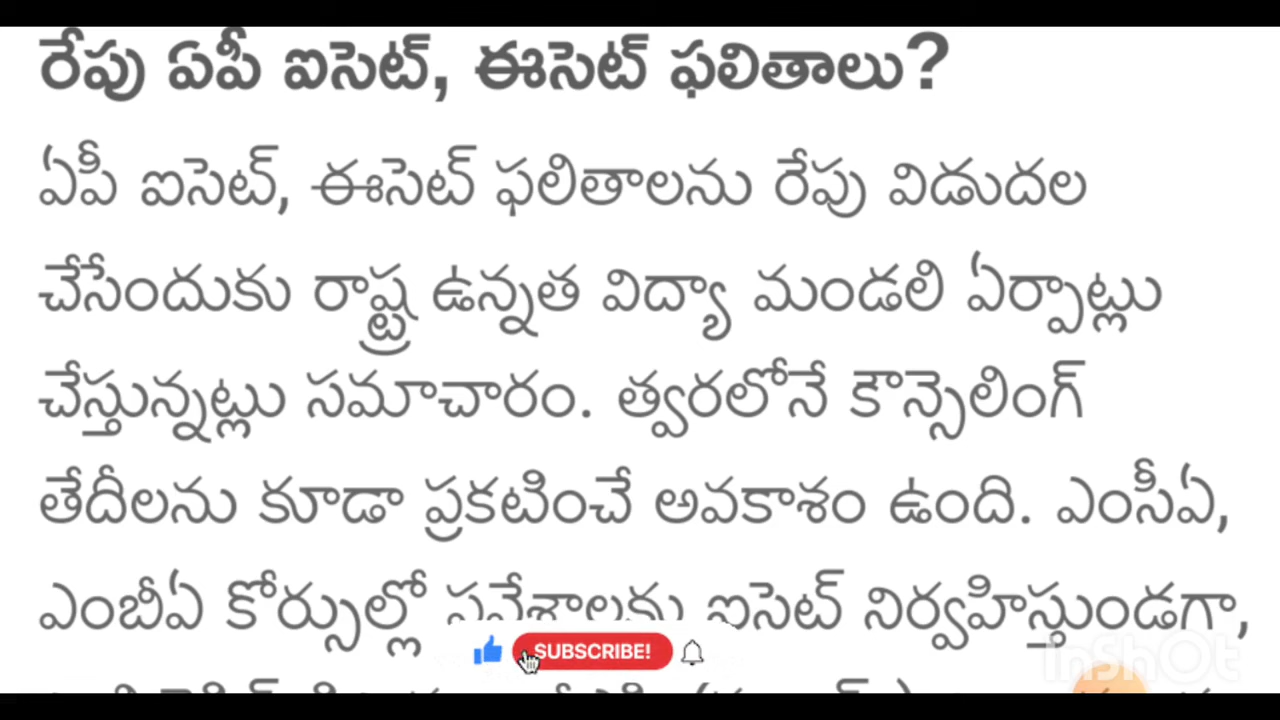 రేపు ఏపీ ఐసెట్, ఈసెట్ ఫలితాలు?
ఏపీ ఐసెట్, ఈసెట్ ఫలితాలను రేపు విడుదల
చేసేందుకు రాష్ట్ర ఉన్నత విద్యా మండలి ఏర్పాట్లు
చేస్తున్నట్లు సమాచారం. త్వరలోనే కౌన్సెలింగ్
తేదీలను కూడా ప్రకటించే అవకాశం ఉంది. ఎంసీఏ,
ఎంబీఏ కోర్సుల్లో ప్రవేశాలకు ఐసెట్ నిర్వహిస్తుండగా,
SUBSCRIBE!
InShOt